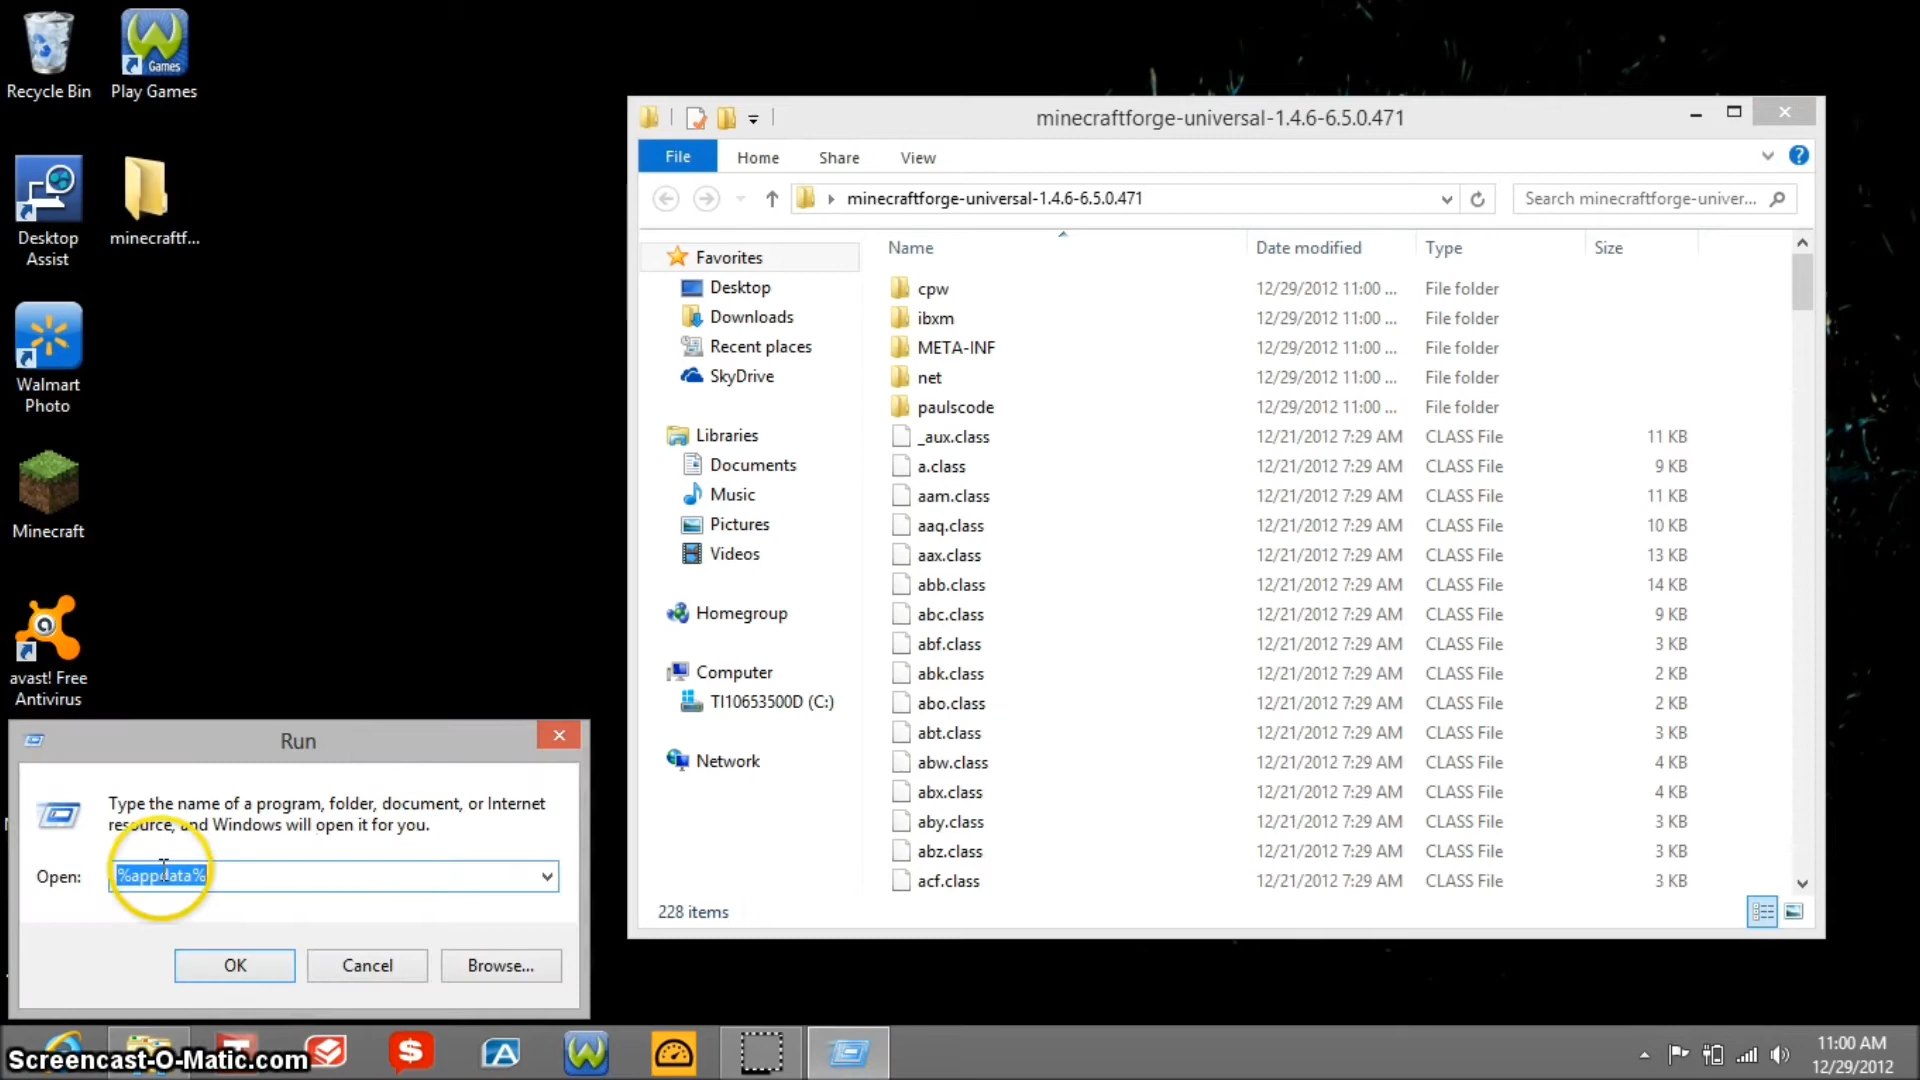 Recycle Bin
Games
Play Games
Desktop
Assist
minecraftf...
Walmart
Photo
Minecraft
avast! Free
Antivirus
minecraftforge-universal-1.4.6-6.5.0.471
File Home Share View
minecraftforge-universal-1.4.6-6.5.0.471
Search minecraftforge-univer...
Favorites
Desktop
Downloads
Recent places
SkyDrive
Libraries
Documents
Music
Pictures
Videos
Homegroup
Computer
TI10653500D (C:)
Network
Name Date modified Type Size
cpw 12/29/2012 11:00 ... File folder
ibxm 12/29/2012 11:00 ... File folder
META-INF 12/29/2012 11:00 ... File folder
net 12/29/2012 11:00 ... File folder
paulscode 12/29/2012 11:00 ... File folder
_aux.class 12/21/2012 7:29 AM CLASS File 11 KB
a.class 12/21/2012 7:29 AM CLASS File 9 KB
aam.class 12/21/2012 7:29 AM CLASS File 11 KB
aaq.class 12/21/2012 7:29 AM CLASS File 10 KB
aax.class 12/21/2012 7:29 AM CLASS File 13 KB
abb.class 12/21/2012 7:29 AM CLASS File 14 KB
abc.class 12/21/2012 7:29 AM CLASS File 9 KB
abf.class 12/21/2012 7:29 AM CLASS File 3 KB
abk.class 12/21/2012 7:29 AM CLASS File 2 KB
abo.class 12/21/2012 7:29 AM CLASS File 2 KB
abt.class 12/21/2012 7:29 AM CLASS File 3 KB
abw.class 12/21/2012 7:29 AM CLASS File 4 KB
abx.class 12/21/2012 7:29 AM CLASS File 4 KB
aby.class 12/21/2012 7:29 AM CLASS File 3 KB
abz.class 12/21/2012 7:29 AM CLASS File 3 KB
acf.class 12/21/2012 7:29 AM CLASS File 3 KB
228 items
Run
Type the name of a program, folder, document, or Internet
resource, and Windows will open it for you.
Open: %appdata%
OK Cancel Browse...
Screencast-O-Matic.com
11:00 AM
12/29/2012